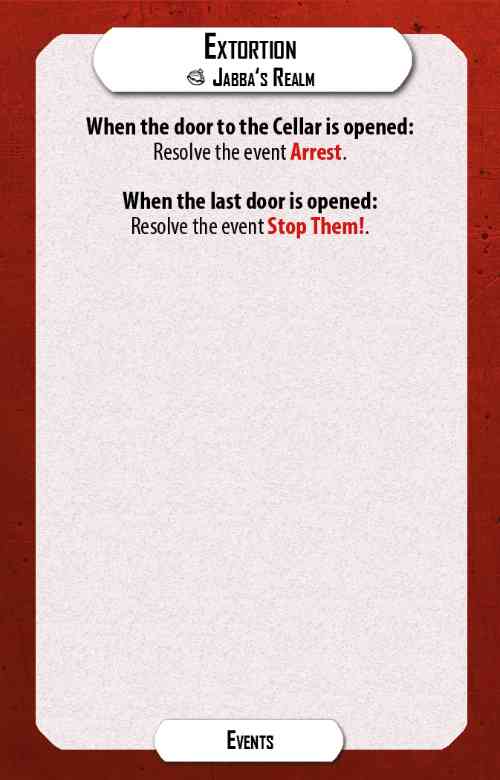 Extortion
Jabba's Realm
When the door to the Cellar is opened:
Resolve the event Arrest.
When the last door is opened:
Resolve the event Stop Them!.
Events